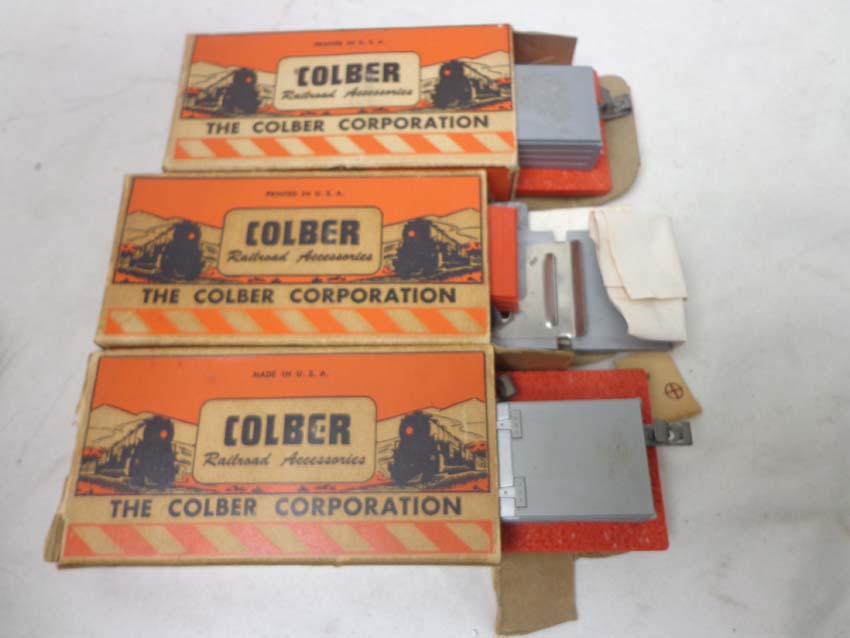 PRINTED IN U. S. A.
COLBER
Railroad Accessories
THE COLBER CORPORATION
PRINTED IN U. S. A.
COLBER
Railroad Accessories
THE COLBER CORPORATION
MADE IN U. S. A.
COLBER
Railroad Accessories
THE COLBER CORPORATION